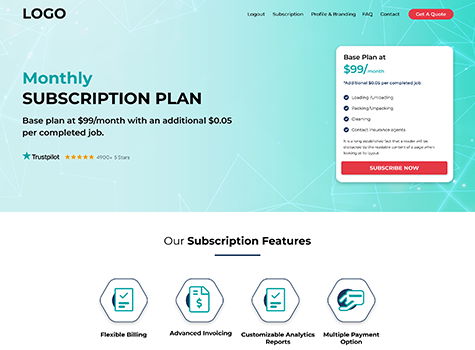 LOGO
Logout Subscription Profile & Branding FAQ Contact Get A Quote
Monthly
SUBSCRIPTION PLAN
Base plan at $99/month with an additional $0.05
per completed job.
Trustpilot 4900+ 5 Stars
Base Plan at
$99/month
*Additional $0.05 per completed job
Loading /Unloading
Packing/Unpacking
Cleaning
Contact insurance agents
It is a long established fact that a reader will be
distracted by the readable content of a page when
looking at its layout.
SUBSCRIBE NOW
Our Subscription Features
Flexible Billing
Advanced Invoicing
Customizable Analytics
Reports
Multiple Payment
Option